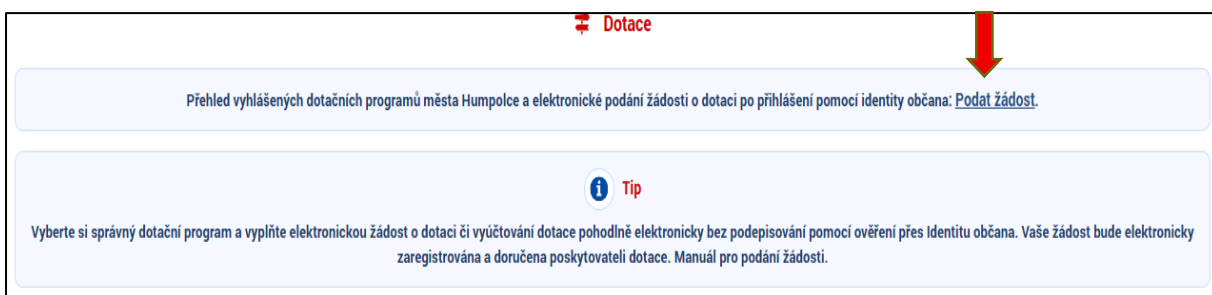 Dotace
Přehled vyhlášených dotačních programů města Humpolce a elektronické podání žádosti o dotaci po přihlášení pomocí identity občana: Podat žádost.
Tip
Vyberte si správný dotační program a vyplňte elektronickou žádost o dotaci či vyúčtování dotace pohodlně elektronicky bez podepisování pomocí ověření přes Identitu občana. Vaše žádost bude elektronicky
zaregistrována a doručena poskytovateli dotace. Manuál pro podání žádosti.